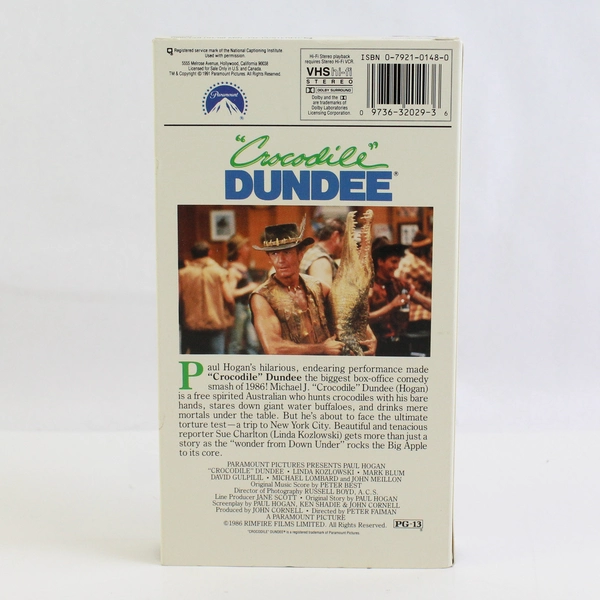 Registered service mark of the National Captioning Institute.
Used with permission.
5555 Melrose Avenue, Hollywood, California 90038
Licensed for Sale Only in U.S. and Canada.
TM & Copyright © 1991 Paramount Pictures. All Rights Reserved.
Paramount
Hi-Fi Stereo playback
requires Stereo Hi-Fi VCR.
VHS hi-fi
STEREO
DOLBY SURROUND
Dolby and the
are trademarks of
Dolby Laboratories
Licensing Corporation.
ISBN 0-7921-0148-0
0 9736-32029-3 6
"Crocodile"
DUNDEE®
Paul Hogan's hilarious, endearing performance made
"Crocodile" Dundee the biggest box-office comedy
smash of 1986! Michael J. "Crocodile" Dundee (Hogan)
is a free spirited Australian who hunts crocodiles with his bare
hands, stares down giant water buffaloes, and drinks mere
mortals under the table. But he's about to face the ultimate
torture test—a trip to New York City. Beautiful and tenacious
reporter Sue Charlton (Linda Kozlowski) gets more than just a
story as the "wonder from Down Under" rocks the Big Apple
to its core.
PARAMOUNT PICTURES PRESENTS PAUL HOGAN
"CROCODILE" DUNDEE • LINDA KOZLOWSKI • MARK BLUM
DAVID GULPILIL • MICHAEL LOMBARD and JOHN MEILLON
Original Music Score by PETER BEST
Director of Photography RUSSELL BOYD, A.C.S.
Line Producer JANE SCOTT • Original Story by PAUL HOGAN
Screenplay by PAUL HOGAN, KEN SHADIE & JOHN CORNELL
Produced by JOHN CORNELL • Directed by PETER FAIMAN
A PARAMOUNT PICTURE
©1986 RIMFIRE FILMS LIMITED. All Rights Reserved. PG-13
"CROCODILE" DUNDEE® is a registered trademark of Paramount Pictures.